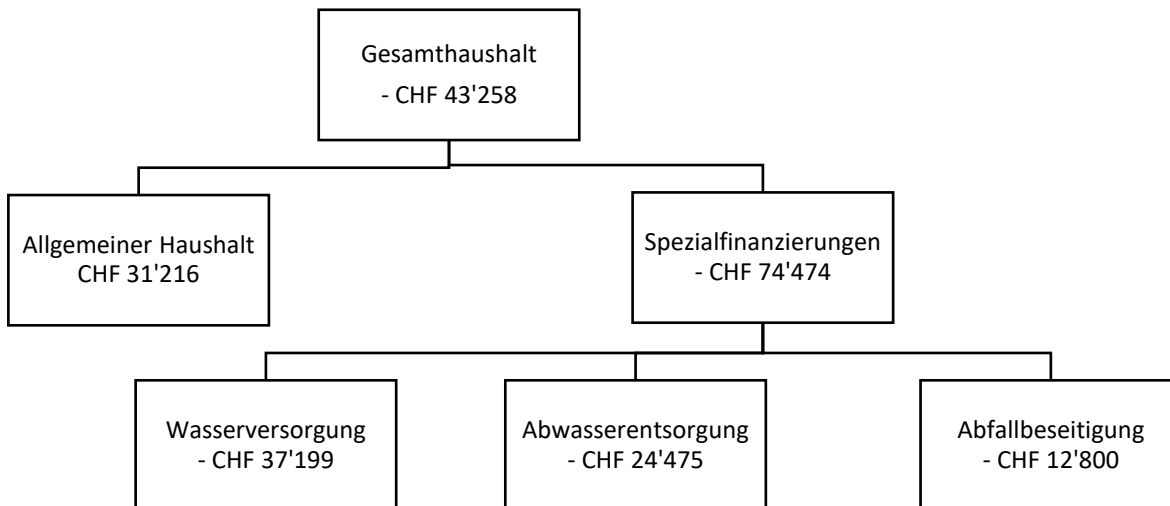 Gesamthaushalt
- CHF 43'258
Allgemeiner Haushalt
CHF 31'216
Spezialfinanzierungen
- CHF 74'474
Wasserversorgung
- CHF 37'199
Abwasserentsorgung
- CHF 24'475
Abfallbeseitigung
- CHF 12'800